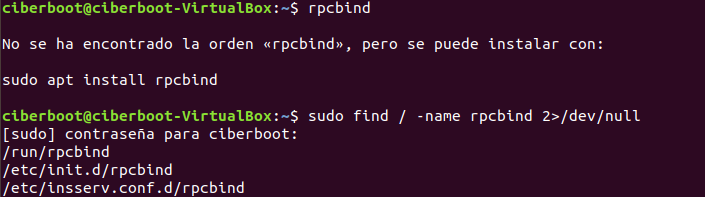 ciberboot@ciberboot-VirtualBox:~$ rpcbind
No se ha encontrado la orden «rpcbind», pero se puede instalar con:
sudo apt install rpcbind
ciberboot@ciberboot-VirtualBox:~$ sudo find / -name rpcbind 2>/dev/null
[sudo] contraseña para ciberboot:
/run/rpcbind
/etc/init.d/rpcbind
/etc/insserv.conf.d/rpcbind